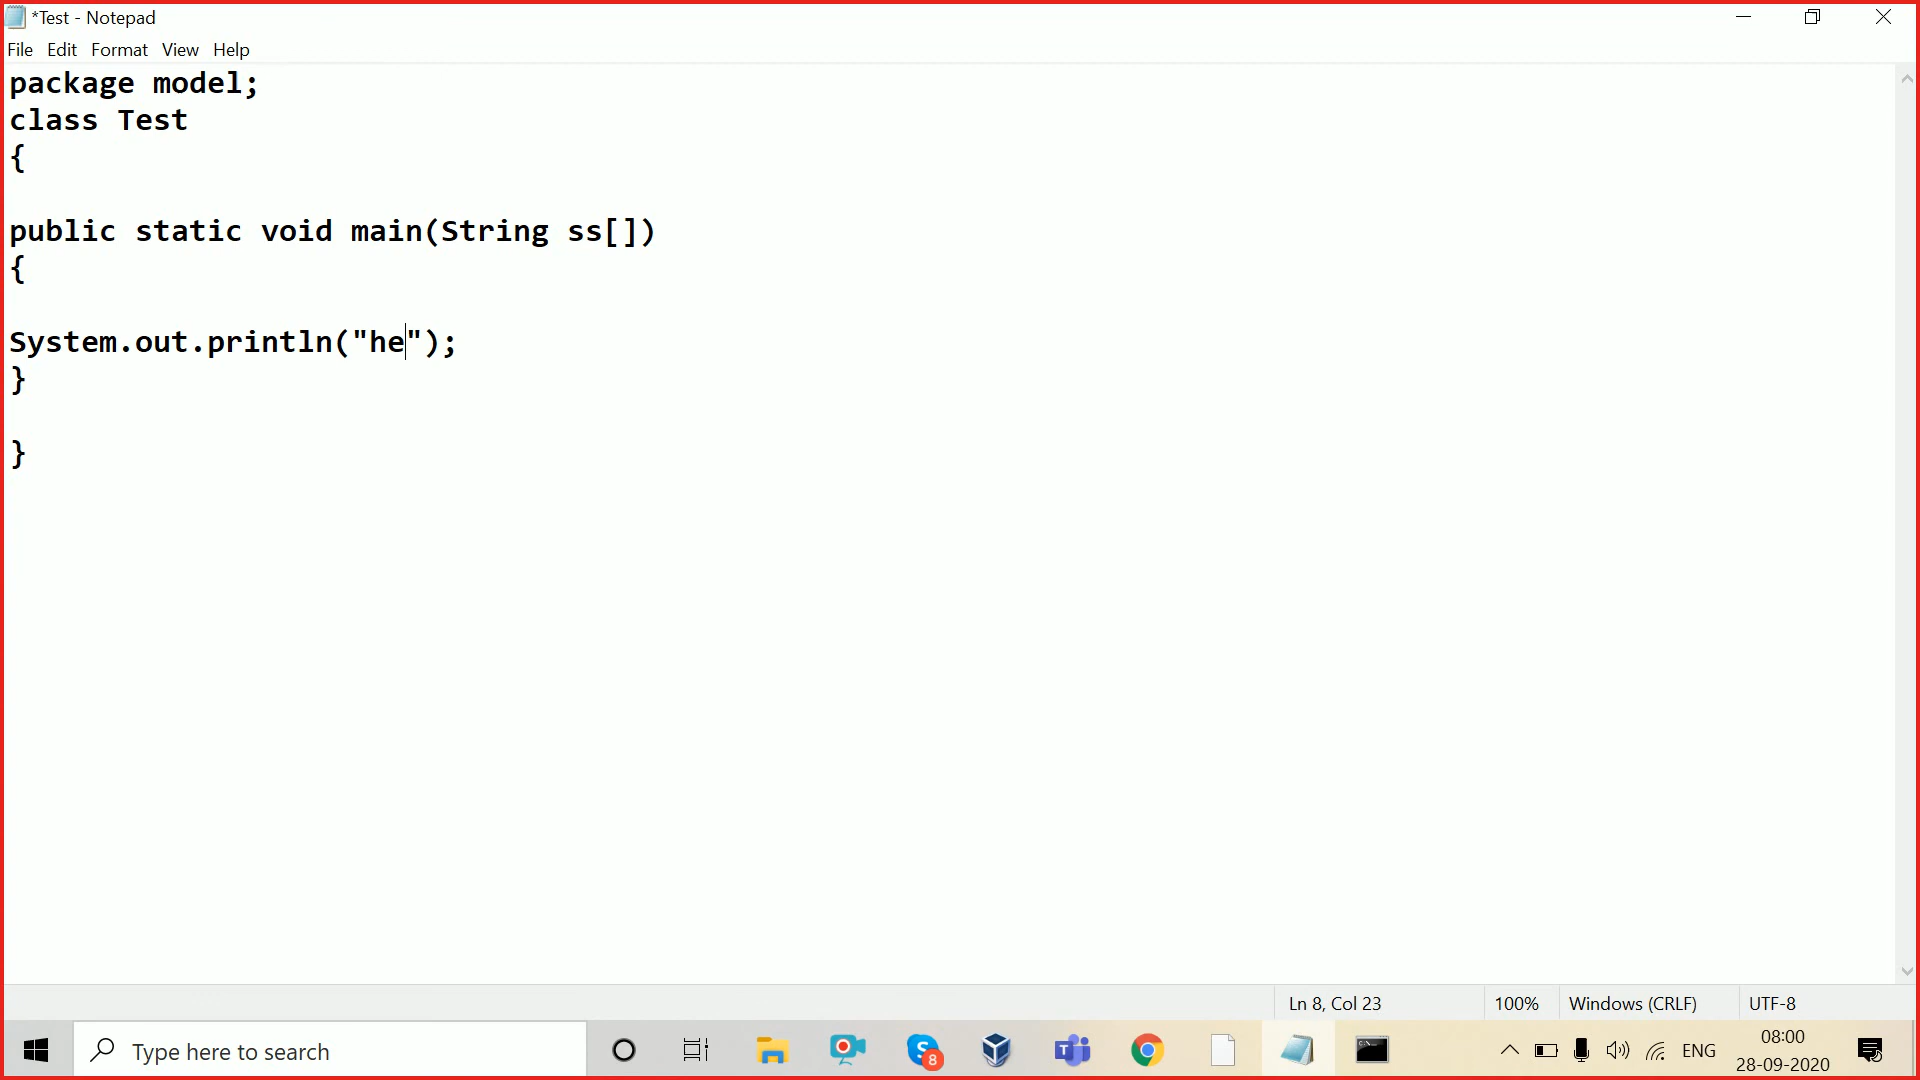 *Test - Notepad
File Edit Format View Help
package model;
class Test
{
public static void main(String ss[])
{
System.out.println("he");
}
}
Ln 8, Col 23 100% Windows (CRLF) UTF-8
Type here to search
8
ENG
08:00
28-09-2020